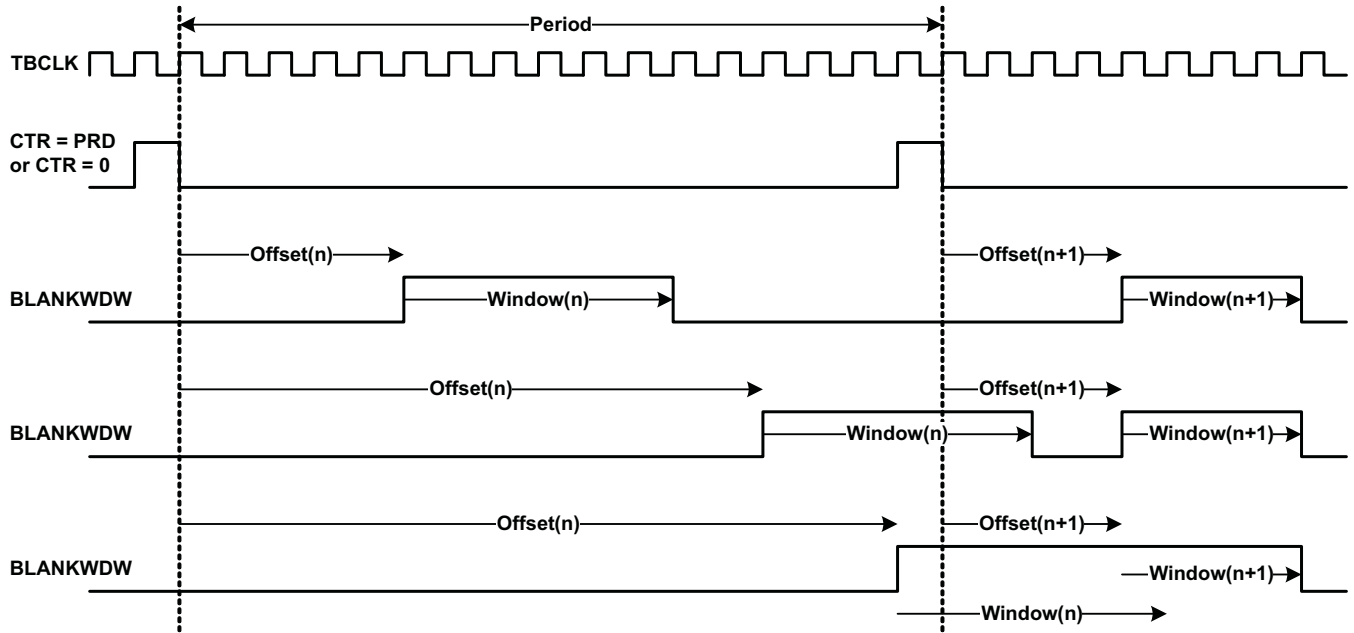 Period
TBCLK
CTR = PRD
or CTR = 0
Offset(n)
Offset(n+1)
BLANKWDW
Window(n)
Window(n+1)
Offset(n)
Offset(n+1)
BLANKWDW
Window(n)
Window(n+1)
Offset(n)
Offset(n+1)
BLANKWDW
Window(n+1)
Window(n)